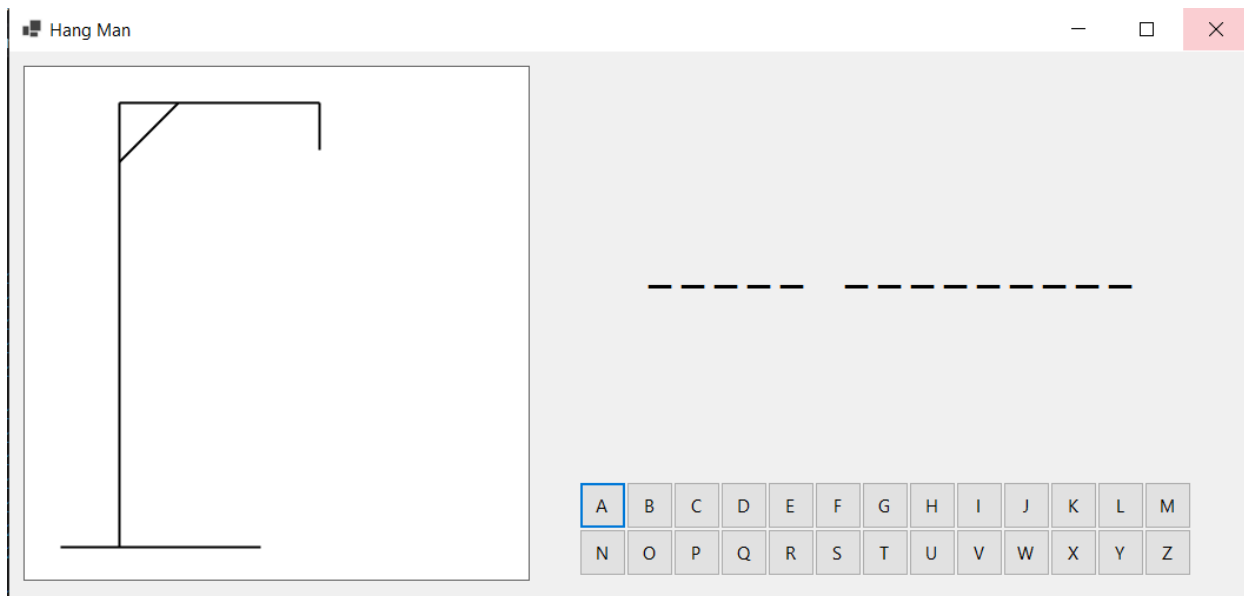 Hang Man
_ _ _ _ _   _ _ _ _ _ _ _ _ _
A B C D E F G H I J K L M
N O P Q R S T U V W X Y Z